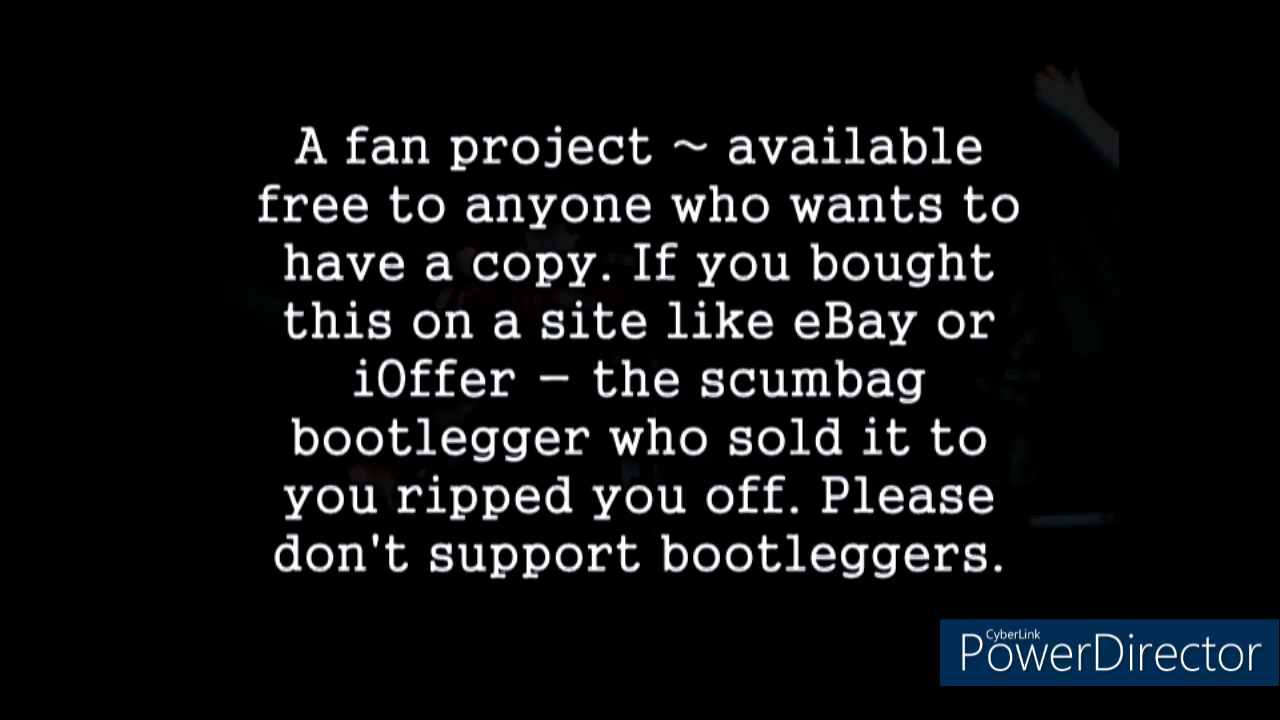 A fan project ~ available
free to anyone who wants to
have a copy. If you bought
this on a site like eBay or
iOffer – the scumbag
bootlegger who sold it to
you ripped you off. Please
don't support bootleggers.
CyberLink
PowerDirector